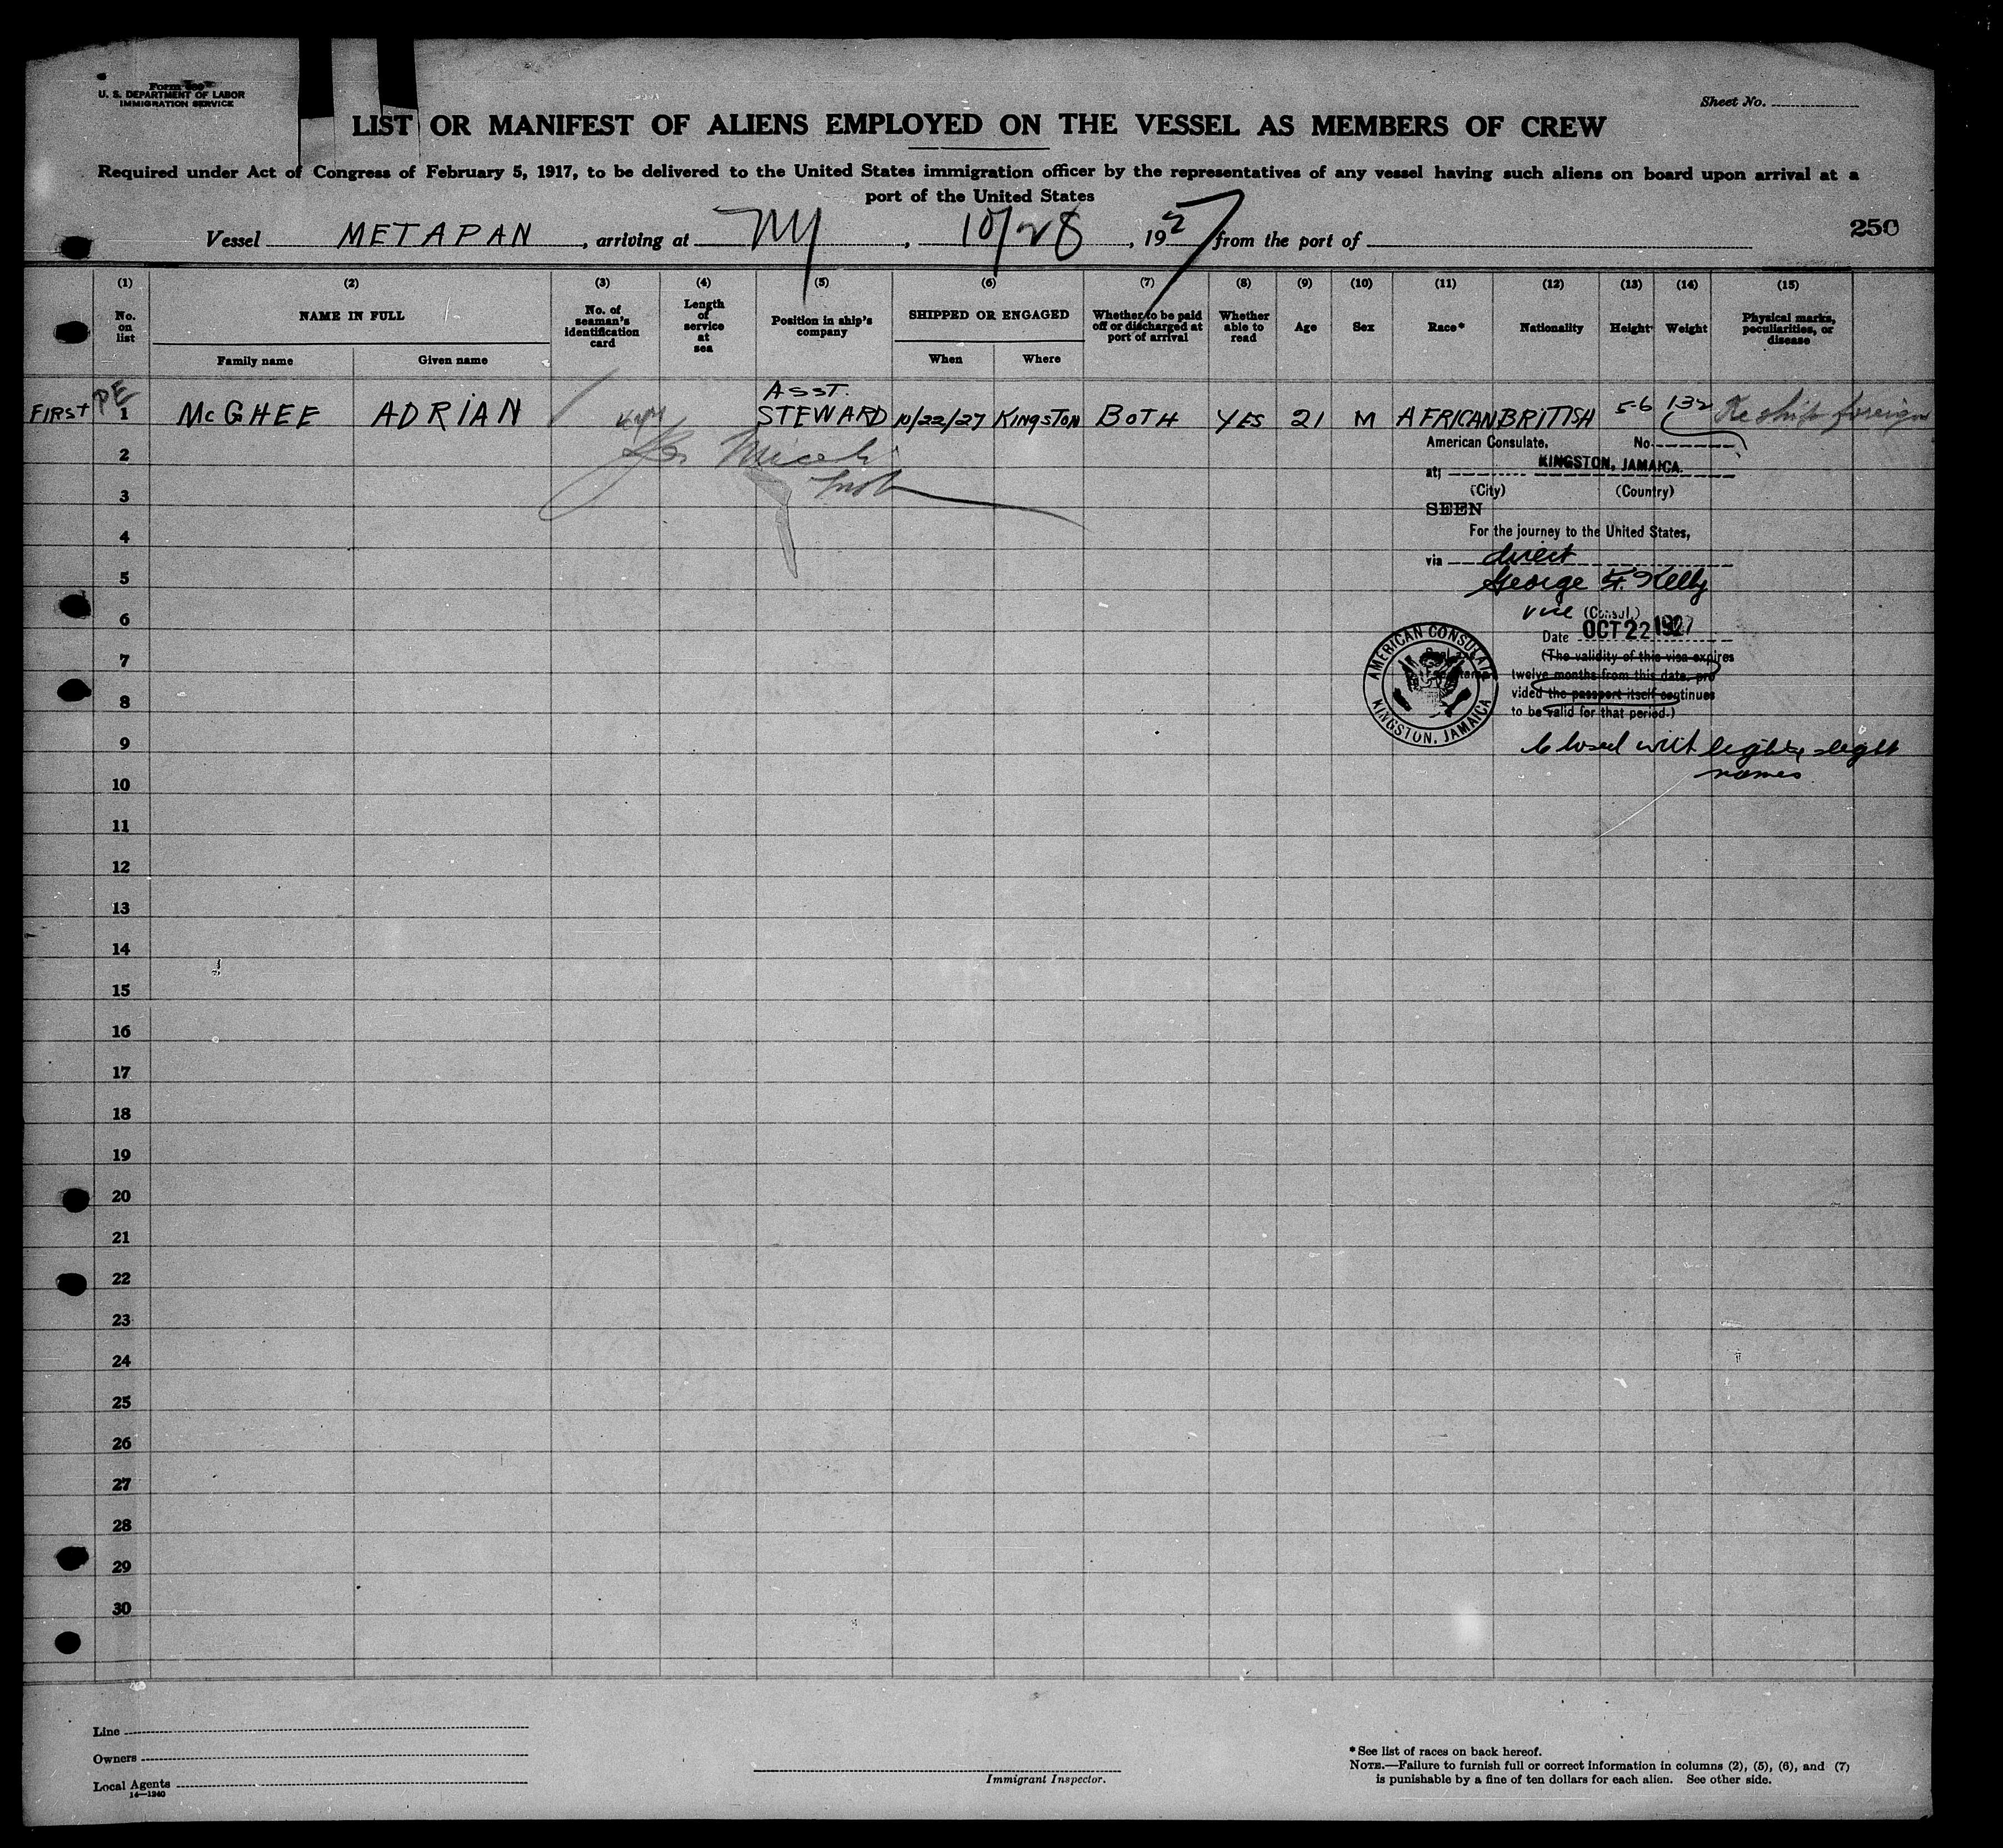 U. S. DEPARTMENT OF LABOR
IMMIGRATION SERVICE
Sheet No.
LIST OR MANIFEST OF ALIENS EMPLOYED ON THE VESSEL AS MEMBERS OF CREW
Required under Act of Congress of February 5, 1917, to be delivered to the United States immigration officer by the representatives of any vessel having such aliens on board upon arrival at a
port of the United States
Vessel METAPAN, arriving at NY, 10/28, 1927 from the port of
250
(1) (2) (3) (4) (5) (6) (7) (8) (9) (10) (11) (12) (13) (14) (15)
No. on list
NAME IN FULL
Family name
Given name
No. of seaman's identification card
Length of service at sea
Position in ship's company
SHIPPED OR ENGAGED
When
Where
Whether to be paid off or discharged at port of arrival
Whether able to read
Age
Sex
Race*
Nationality
Height
Weight
Physical marks, peculiarities, or disease
FIRST PE 1 McGHEE ADRIAN ASST. STEWARD 10/22/27 KINGSTON BOTH YES 21 M AFRICAN BRITISH 5-6 132 Re ship foreign
American Consulate, No.
at; KINGSTON, JAMAICA.
(City) (Country)
SEEN
For the journey to the United States,
via direct
George F. Kelly
vice (Consul.)
Date OCT 22 1927
(The validity of this visa expires
twelve months from this date, pro
vided the passport itself continues
to be valid for that period.)
AMERICAN CONSULATE
KINGSTON, JAMAICA
names
2
3
4
5
6
7
8
9
10
11
12
13
14
15
16
17
18
19
20
21
22
23
24
25
26
27
28
29
30
Line
Owners
Local Agents
14—1240
Immigrant Inspector.
* See list of races on back hereof.
NOTE.—Failure to furnish full or correct information in columns (2), (5), (6), and (7)
is punishable by a fine of ten dollars for each alien. See other side.